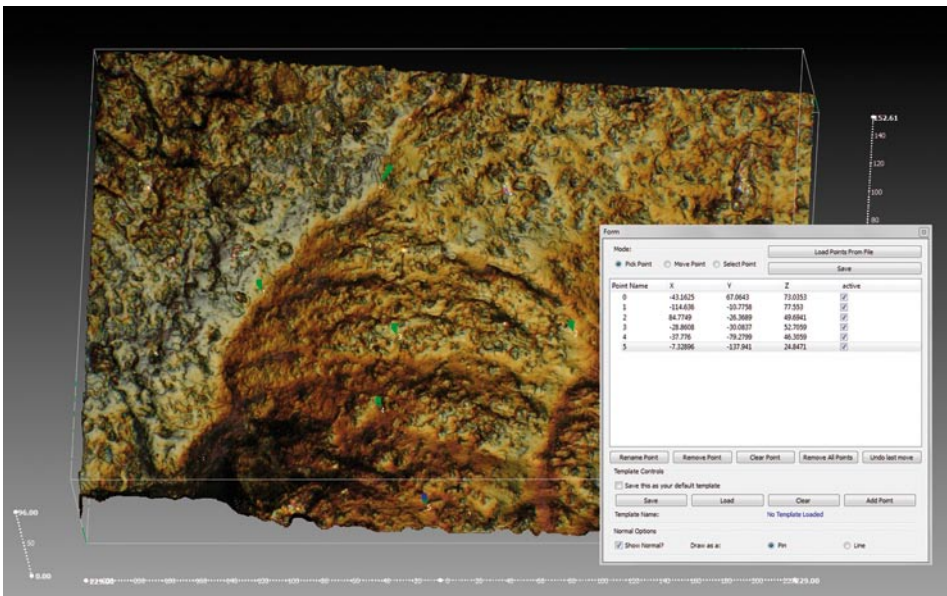 152.61
140
120
100
80
Form
Mode:
Load Points From File
Pick Point Move Point Select Point
Save
Point Name X Y Z active
0 -43.1625 67.0643 73.0353
1 -114.636 -10.7758 77.553
2 84.7749 -26.3689 49.6941
3 -28.8608 -30.0837 52.7059
4 -37.776 -79.2799 46.3059
5 -7.32896 -137.941 24.8471
Rename Point Remove Point Clear Point Remove All Points Undo last move
Template Controls
Save this as your default template
Save Load Clear Add Point
Template Name: No Template Loaded
Normal Options
Show Normal? Draw as a: Pin Line
96.00
50
0.00